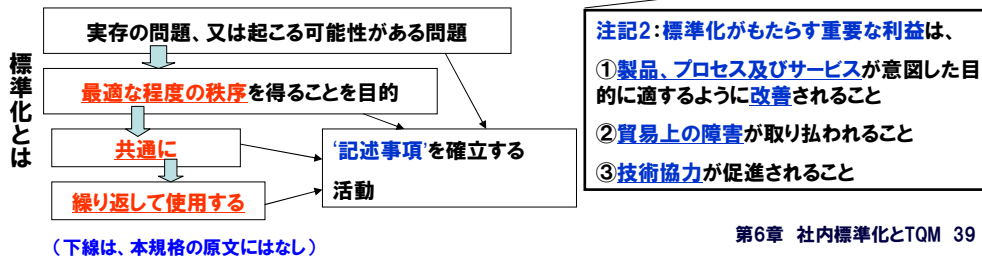 標準化とは
実存の問題、又は起こる可能性がある問題
最適な程度の秩序を得ることを目的
共通に
繰り返して使用する
‘記述事項’を確立する
活動
(下線は、本規格の原文にはなし)
注記2:標準化がもたらす重要な利益は、
①製品、プロセス及びサービスが意図した目
的に適するように改善されること
②貿易上の障害が取り払われること
③技術協力が促進されること
第6章 社内標準化とTQM 39